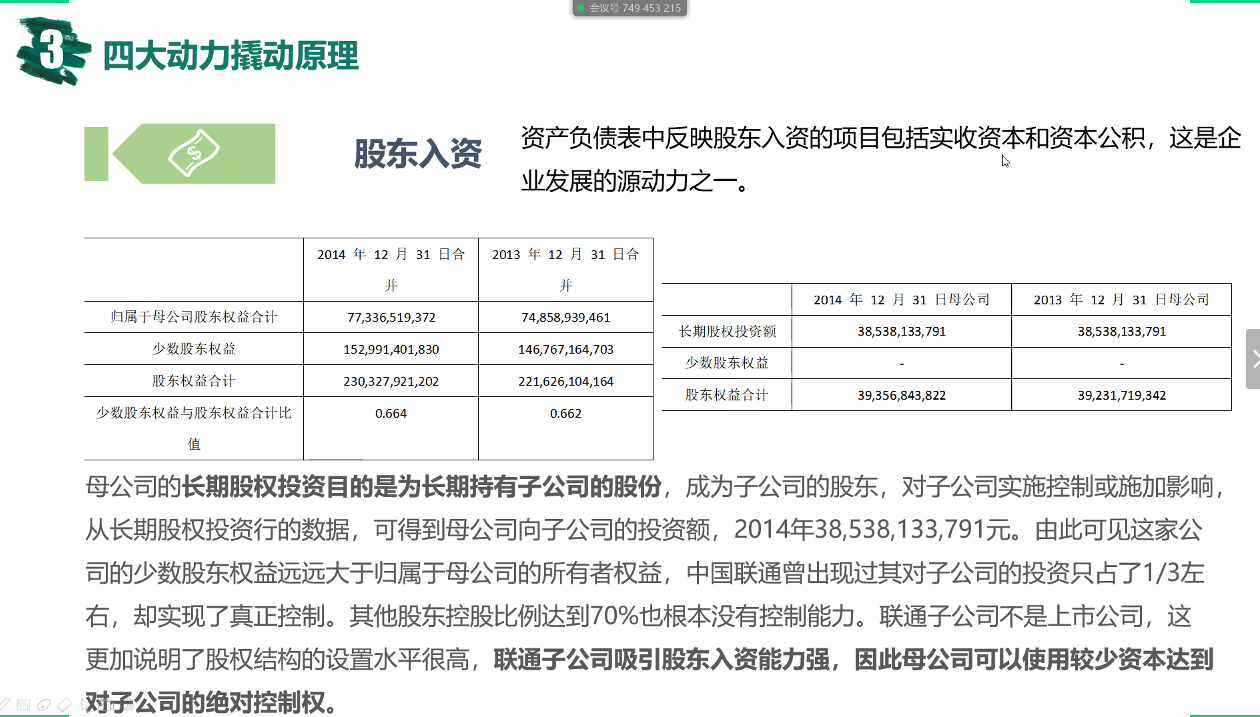 会议号 749 453 215
3 四大动力撬动原理
股东入资
资产负债表中反映股东入资的项目包括实收资本和资本公积，这是企
业发展的源动力之一。
2014 年 12 月 31 日合并 2013 年 12 月 31 日合并
归属于母公司股东权益合计 77,336,519,372 74,858,939,461
少数股东权益 152,991,401,830 146,767,164,703
股东权益合计 230,327,921,202 221,626,104,164
少数股东权益与股东权益合计比值 0.664 0.662
2014 年 12 月 31 日母公司 2013 年 12 月 31 日母公司
长期股权投资额 38,538,133,791 38,538,133,791
少数股东权益 - -
股东权益合计 39,356,843,822 39,231,719,342
母公司的长期股权投资目的是为长期持有子公司的股份，成为子公司的股东，对子公司实施控制或施加影响，
从长期股权投资行的数据，可得到母公司向子公司的投资额，2014年38,538,133,791元。由此可见这家公
司的少数股东权益远远大于归属于母公司的所有者权益，中国联通曾出现过其对子公司的投资只占了1/3左
右，却实现了真正控制。其他股东控股比例达到70%也根本没有控制能力。联通子公司不是上市公司，这
更加说明了股权结构的设置水平很高，联通子公司吸引股东入资能力强，因此母公司可以使用较少资本达到
对子公司的绝对控制权。